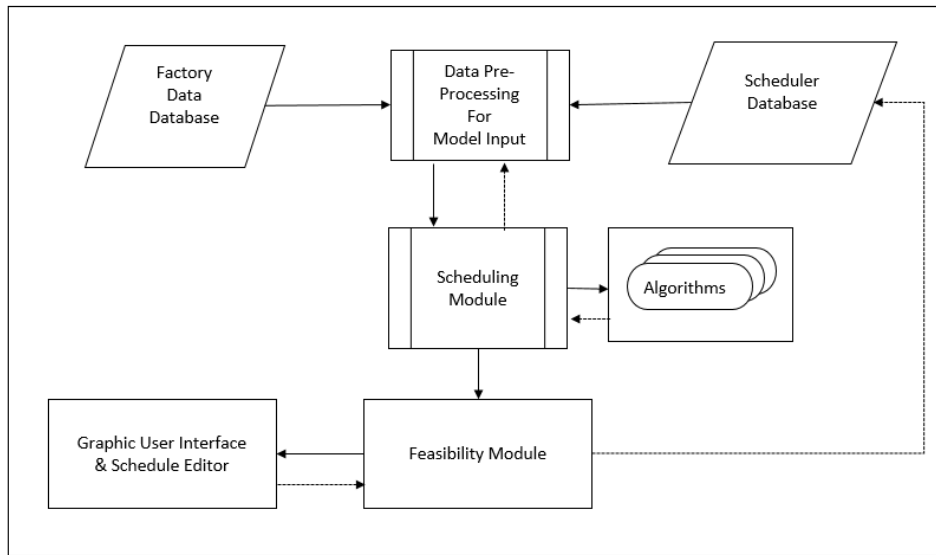 Factory
Data
Database
Data Pre-
Processing
For
Model Input
Scheduler
Database
Scheduling
Module
Algorithms
Graphic User Interface
& Schedule Editor
Feasibility Module